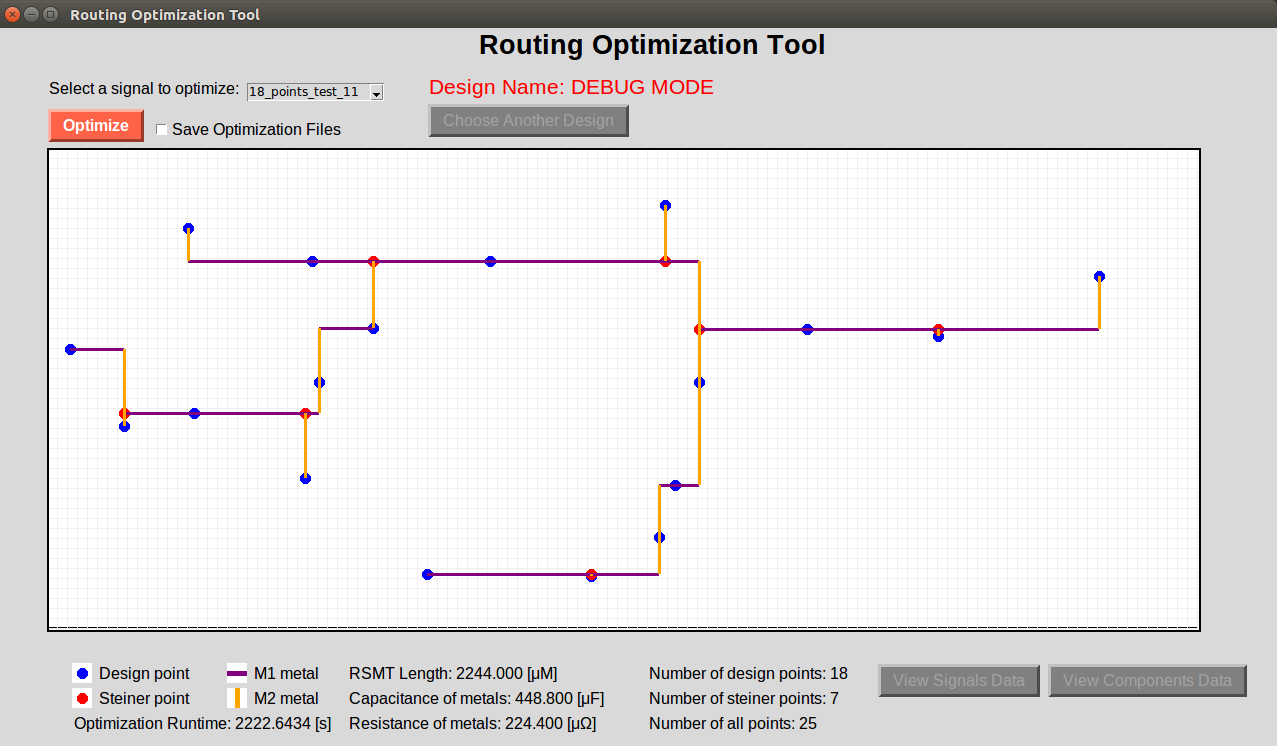 Routing Optimization Tool
Routing Optimization Tool
Select a signal to optimize: 18_points_test_11
Design Name: DEBUG MODE
Optimize
Save Optimization Files
Choose Another Design
Design point
M1 metal
RSMT Length: 2244.000 [µM]
Number of design points: 18
View Signals Data
View Components Data
Steiner point
M2 metal
Capacitance of metals: 448.800 [µF]
Number of steiner points: 7
Optimization Runtime: 2222.6434 [s]
Resistance of metals: 224.400 [µΩ]
Number of all points: 25